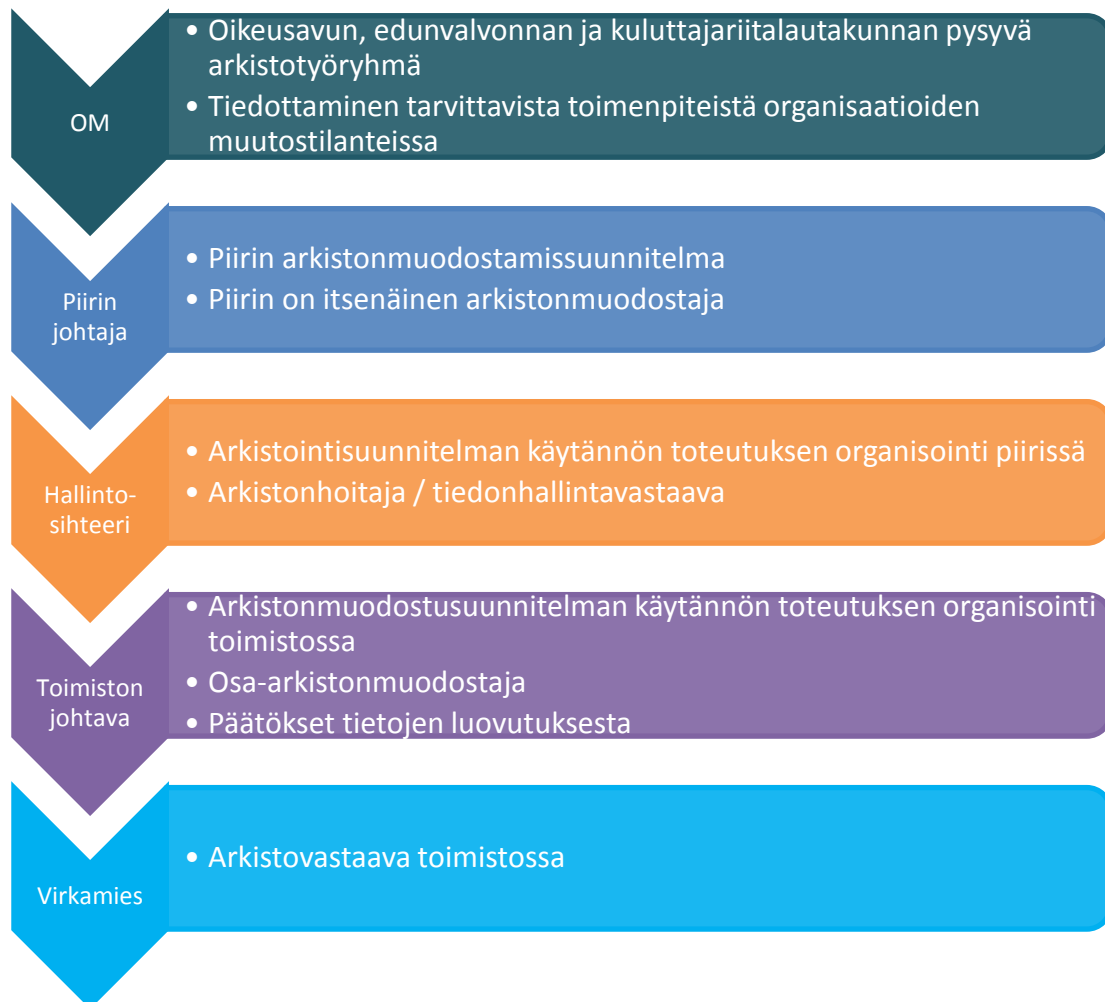 OM
• Oikeusavun, edunvalvonnan ja kuluttajariitalautakunnan pysyvä
arkistotyöryhmä
• Tiedottaminen tarvittavista toimenpiteistä organisaatioiden
muutostilanteissa
Piirin
johtaja
• Piirin arkistonmuodostamissuunnitelma
• Piirin on itsenäinen arkistonmuodostaja
Hallinto-
sihteeri
• Arkistointisuunnitelman käytännön toteutuksen organisointi piirissä
• Arkistonhoitaja / tiedonhallintavastaava
Toimiston
johtava
• Arkistonmuodostusuunnitelman käytännön toteutuksen organisointi
toimistossa
• Osa-arkistonmuodostaja
• Päätökset tietojen luovutuksesta
Virkamies
• Arkistovastaava toimistossa